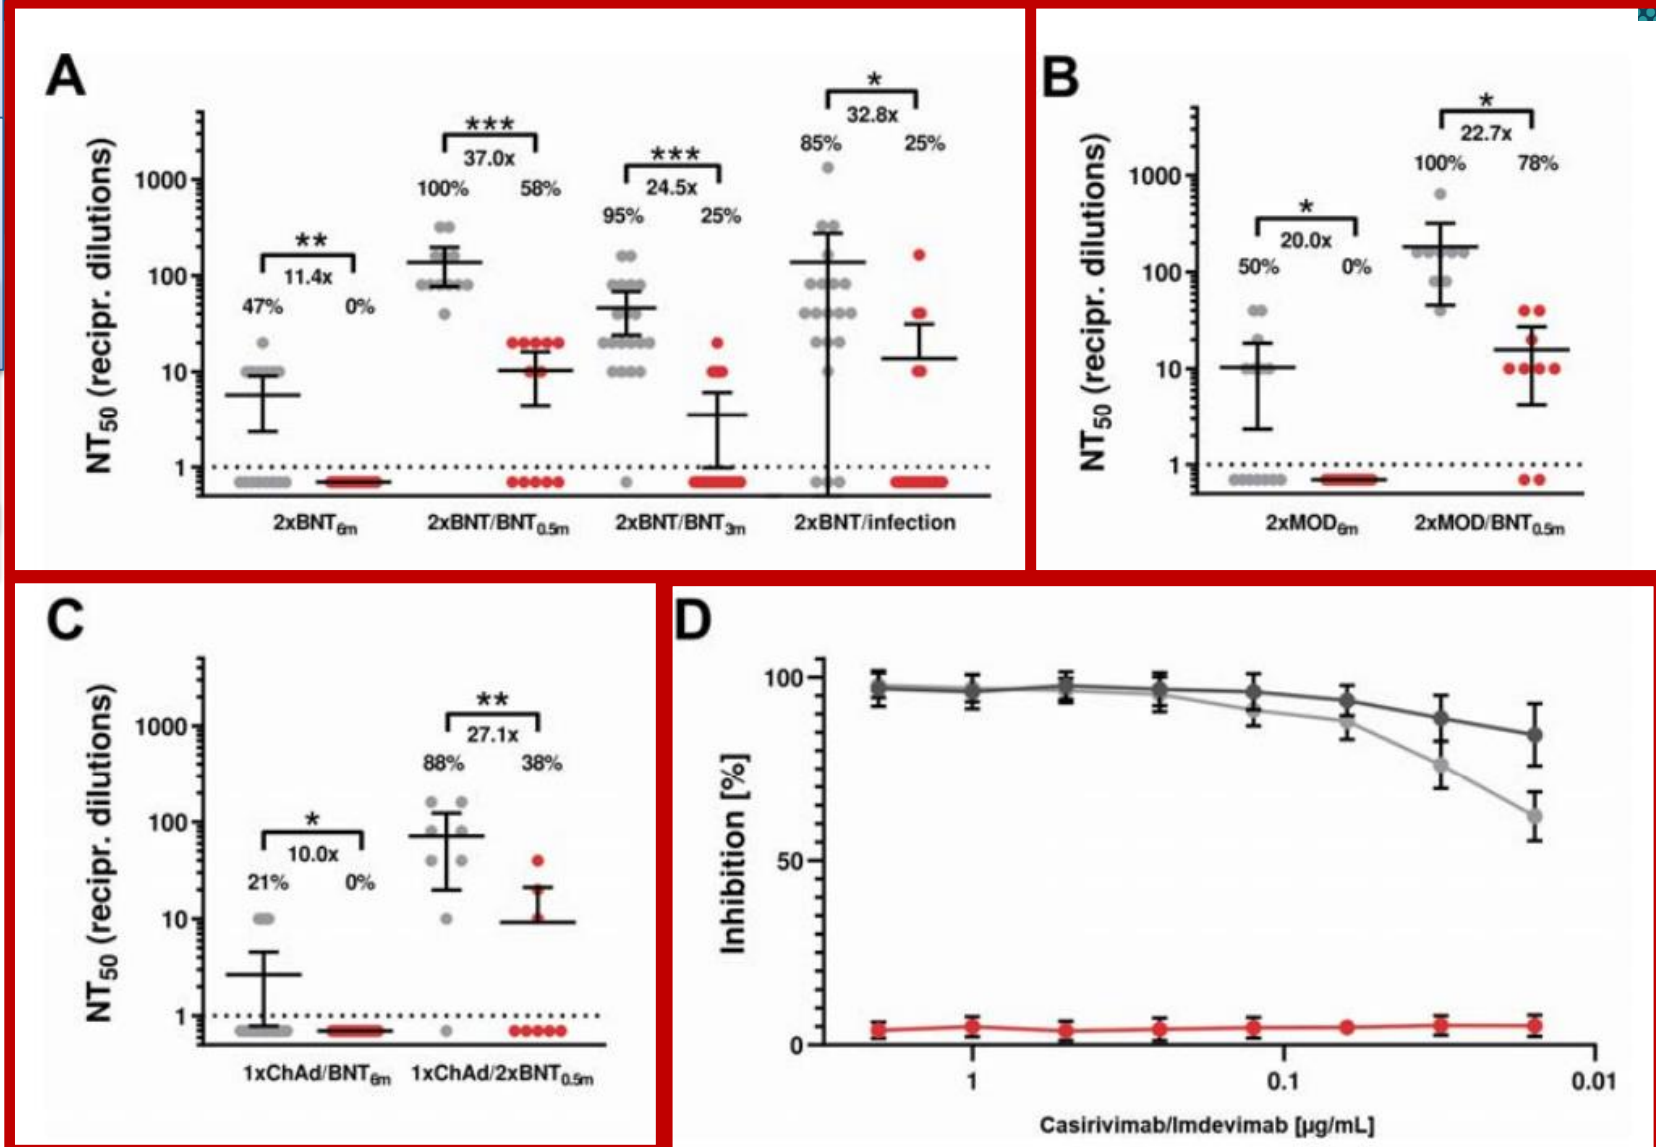 A
NT50 (recipr. dilutions)
1000
100
10
1
**
11.4x
47% 0%
***
37.0x
100% 58%
***
24.5x
95% 25%
*
32.8x
85% 25%
2xBNT6m 2xBNT/BNT0.5m 2xBNT/BNT3m 2xBNT/infection
B
NT50 (recipr. dilutions)
1000
100
10
1
*
20.0x
50% 0%
*
22.7x
100% 78%
2xMOD6m 2xMOD/BNT0.5m
C
NT50 (recipr. dilutions)
1000
100
10
1
*
10.0x
21% 0%
**
27.1x
88% 38%
1xChAd/BNT6m 1xChAd/2xBNT0.5m
D
Inhibition [%]
100
50
0
1 0.1 0.01
Casirivimab/Imdevimab [µg/mL]